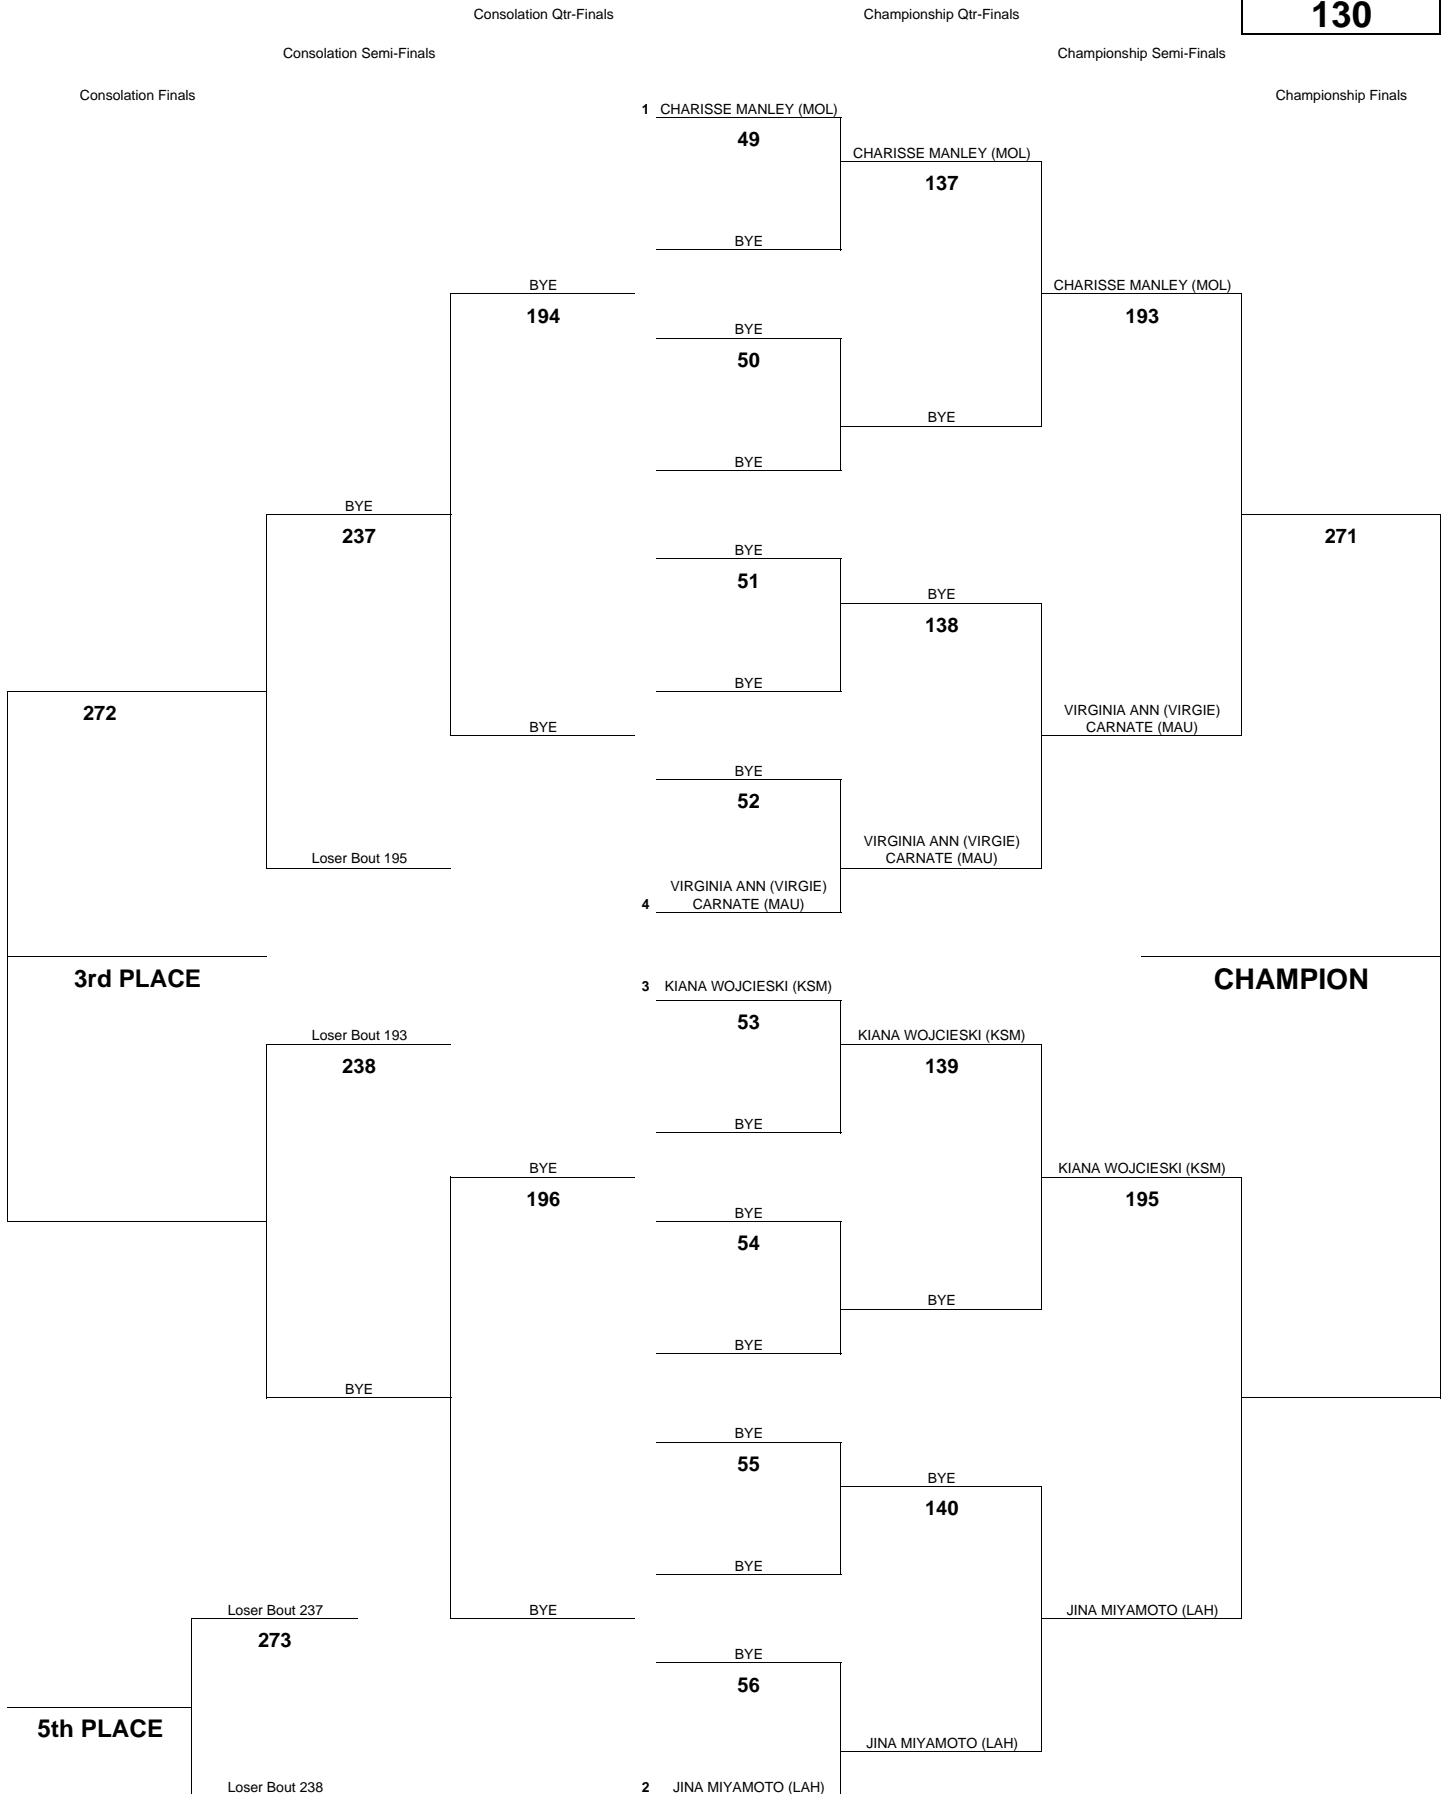 Consolation Qtr-Finals
Championship Qtr-Finals
130
Consolation Semi-Finals
Championship Semi-Finals
Consolation Finals
Championship Finals
1 CHARISSE MANLEY (MOL)
49
CHARISSE MANLEY (MOL)
137
BYE
BYE
CHARISSE MANLEY (MOL)
194
193
BYE
50
BYE
BYE
BYE
237
271
BYE
51
BYE
138
BYE
272
VIRGINIA ANN (VIRGIE)
CARNATE (MAU)
BYE
BYE
52
VIRGINIA ANN (VIRGIE)
CARNATE (MAU)
Loser Bout 195
VIRGINIA ANN (VIRGIE)
4 CARNATE (MAU)
3rd PLACE
CHAMPION
3 KIANA WOJCIESKI (KSM)
53
Loser Bout 193
KIANA WOJCIESKI (KSM)
238
139
BYE
BYE
KIANA WOJCIESKI (KSM)
196
195
BYE
54
BYE
BYE
BYE
BYE
55
BYE
140
BYE
Loser Bout 237
BYE
JINA MIYAMOTO (LAH)
273
BYE
56
5th PLACE
JINA MIYAMOTO (LAH)
Loser Bout 238
2 JINA MIYAMOTO (LAH)